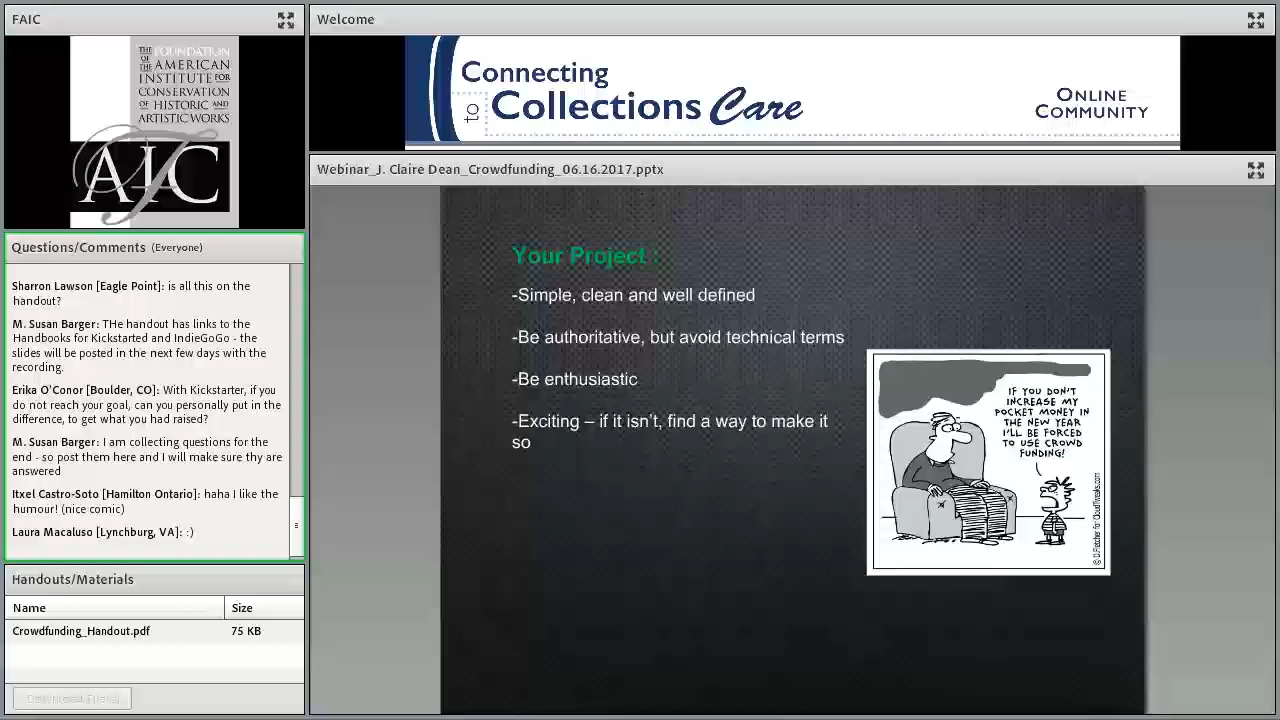 FAIC
THE FOUNDATION
OF THE AMERICAN
INSTITUTE FOR
CONSERVATION
OF HISTORIC AND
ARTISTIC WORKS
AIC
Questions/Comments (Everyone)
Sharron Lawson [Eagle Point]: is all this on the
handout?
M. Susan Barger: THe handout has links to the
Handbooks for Kickstarted and IndieGoGo - the
slides will be posted in the next few days with the
recording.
Erika O'Conor [Boulder, CO]: With Kickstarter, if you
do not reach your goal, can you personally put in the
difference, to get what you had raised?
M. Susan Barger: I am collecting questions for the
end - so post them here and I will make sure thy are
answered
Itxel Castro-Soto [Hamilton Ontario]: haha I like the
humour! (nice comic)
Laura Macaluso [Lynchburg, VA]: :)
Handouts/Materials
Name Size
Crowdfunding_Handout.pdf 75 KB
Download File(s)
Welcome
Connecting
to Collections Care
ONLINE
COMMUNITY
Webinar_J. Claire Dean_Crowdfunding_06.16.2017.pptx
Your Project :
-Simple, clean and well defined
-Be authoritative, but avoid technical terms
-Be enthusiastic
-Exciting – if it isn't, find a way to make it
so
IF YOU DON'T
INCREASE MY
POCKET MONEY IN
THE NEW YEAR
I'LL BE FORCED
TO USE CROWD
FUNDING!
© D.Fletcher for CloudTweaks.com